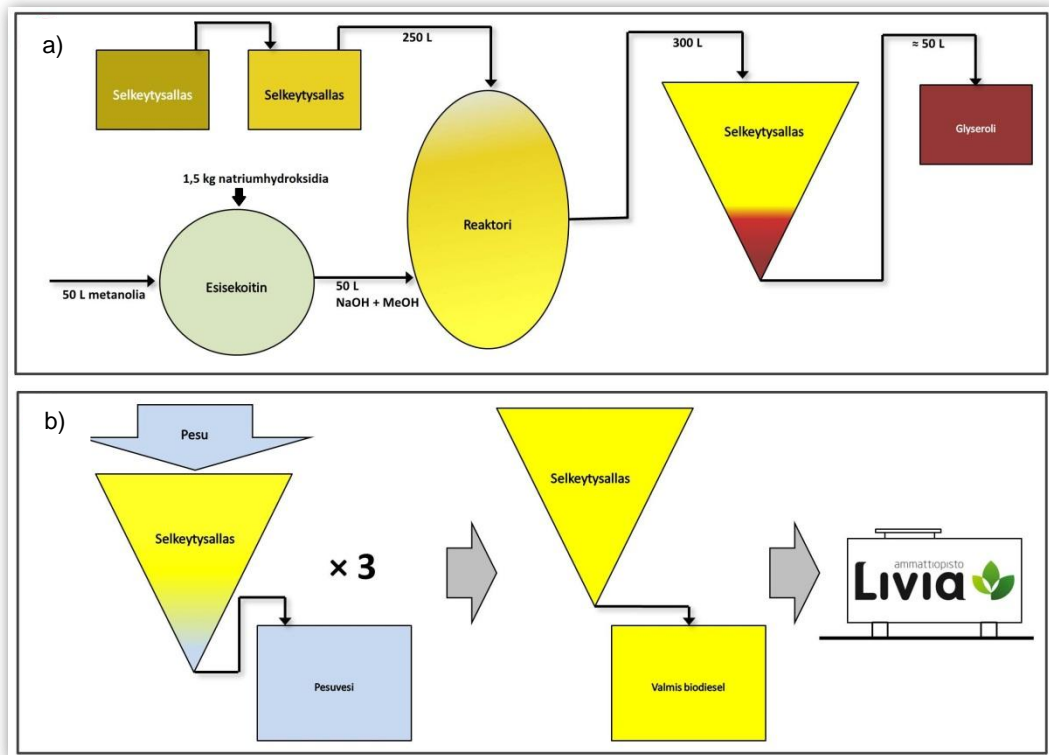 a)
250 L
300 L
≈ 50 L
Selkeytysallas
Selkeytysallas
Selkeytysallas
Glyseroli
1,5 kg natriumhydroksidia
Reaktori
Esisekoitin
50 L metanolia
50 L
NaOH + MeOH
b)
Pesu
Selkeytysallas
× 3
Pesuvesi
Selkeytysallas
Valmis biodiesel
ammattiopisto
Livia